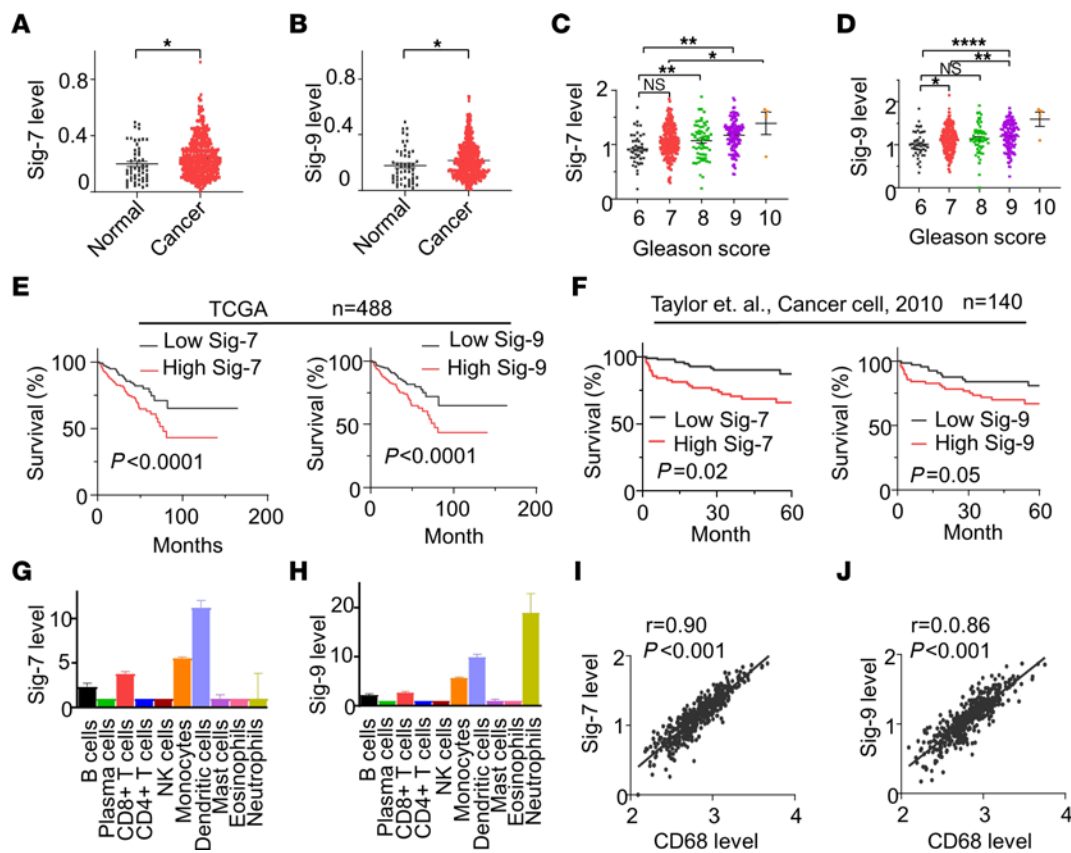 A
Sig-7 level
0.8
0.4
0
*
Normal
Cancer
B
Sig-9 level
0.8
0.4
0
*
Normal
Cancer
C
Sig-7 level
2
1
0
**
*
**
NS
6 7 8 9 10
Gleason score
D
Sig-9 level
2
1
0
****
**
NS
*
6 7 8 9 10
Gleason score
E
TCGA n=488
Survival (%)
100
50
0
Low Sig-7
High Sig-7
P<0.0001
0 100 200
Months
Survival (%)
100
50
0
Low Sig-9
High Sig-9
P<0.0001
0 100 200
Month
F
Taylor et. al., Cancer cell, 2010 n=140
Survival (%)
100
50
0
Low Sig-7
High Sig-7
P=0.02
0 30 60
Month
Survival (%)
100
50
0
Low Sig-9
High Sig-9
P=0.05
0 30 60
Month
G
Sig-7 level
10
5
0
B cells
Plasma cells
CD8+ T cells
CD4+ T cells
NK cells
Monocytes
Dendritic cells
Mast cells
Eosinophils
Neutrophils
H
Sig-9 level
20
10
0
B cells
Plasma cells
CD8+ T cells
CD4+ T cells
NK cells
Monocytes
Dendritic cells
Mast cells
Eosinophils
Neutrophils
I
r=0.90
P<.001
Sig-7 level
2
1
0
2 3 4
CD68 level
J
r=0.0.86
P<.001
Sig-9 level
2
1
0
2 3 4
CD68 level